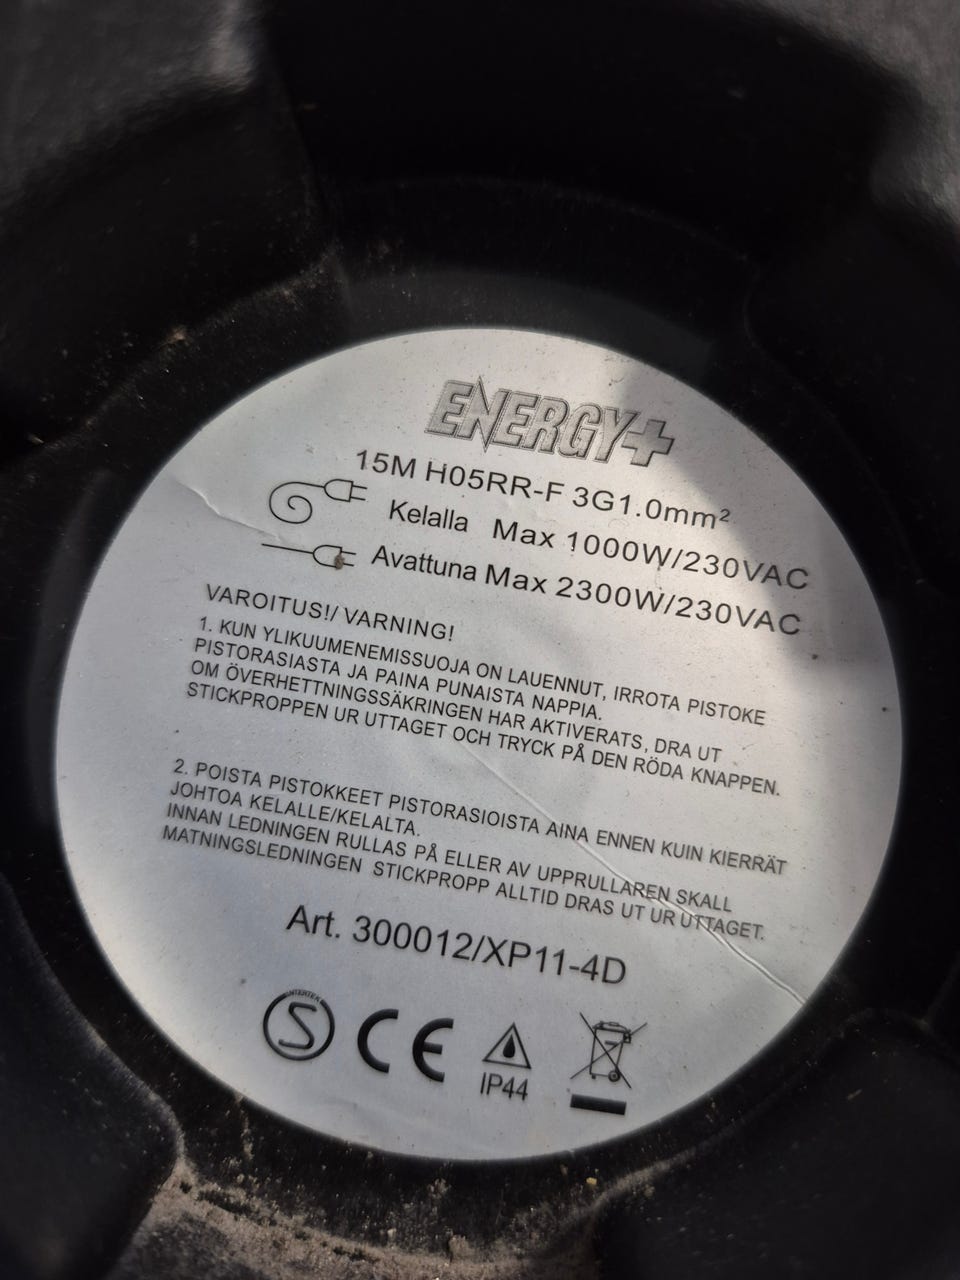 ENERGY+
15M H05RR-F 3G1.0mm²
Kelalla Max 1000W/230VAC
Avattuna Max 2300W/230VAC
VAROITUS!/ VARNING!
1. KUN YLIKUUMENEMISSUOJA ON LAUENNUT, IRROTA PISTOKE
PISTORASIASTA JA PAINA PUNAISTA NAPPIA.
OM ÖVERHETTNINGSSÄKRINGEN HAR AKTIVERATS, DRA UT
STICKPROPPEN UR UTTAGET OCH TRYCK PÅ DEN RÖDA KNAPPEN.
2. POISTA PISTOKKEET PISTORASIOISTA AINA ENNEN KUIN KIERRÄT
JOHTOA KELALLE/KELALTA.
INNAN LEDNINGEN RULLAS PÅ ELLER AV UPPRULLAREN SKALL
MATNINGSLEDNINGEN STICKPROPP ALLTID DRAS UT UR UTTAGET.
Art. 300012/XP11-4D
INTERTEK
S CE
IP44